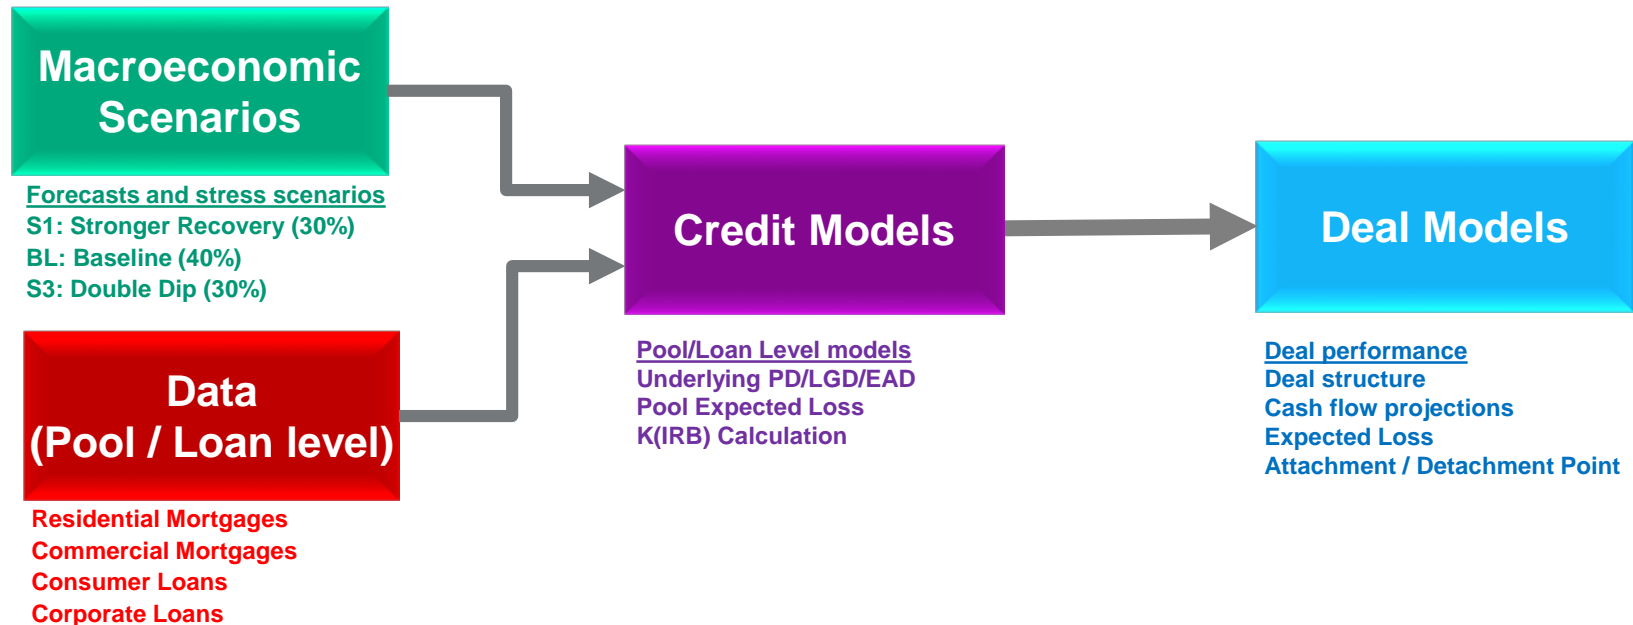 Macroeconomic
Scenarios
Forecasts and stress scenarios
S1: Stronger Recovery (30%)
BL: Baseline (40%)
S3: Double Dip (30%)
Data
(Pool / Loan level)
Residential Mortgages
Commercial Mortgages
Consumer Loans
Corporate Loans
Credit Models
Pool/Loan Level models
Underlying PD/LGD/EAD
Pool Expected Loss
K(IRB) Calculation
Deal Models
Deal performance
Deal structure
Cash flow projections
Expected Loss
Attachment / Detachment Point